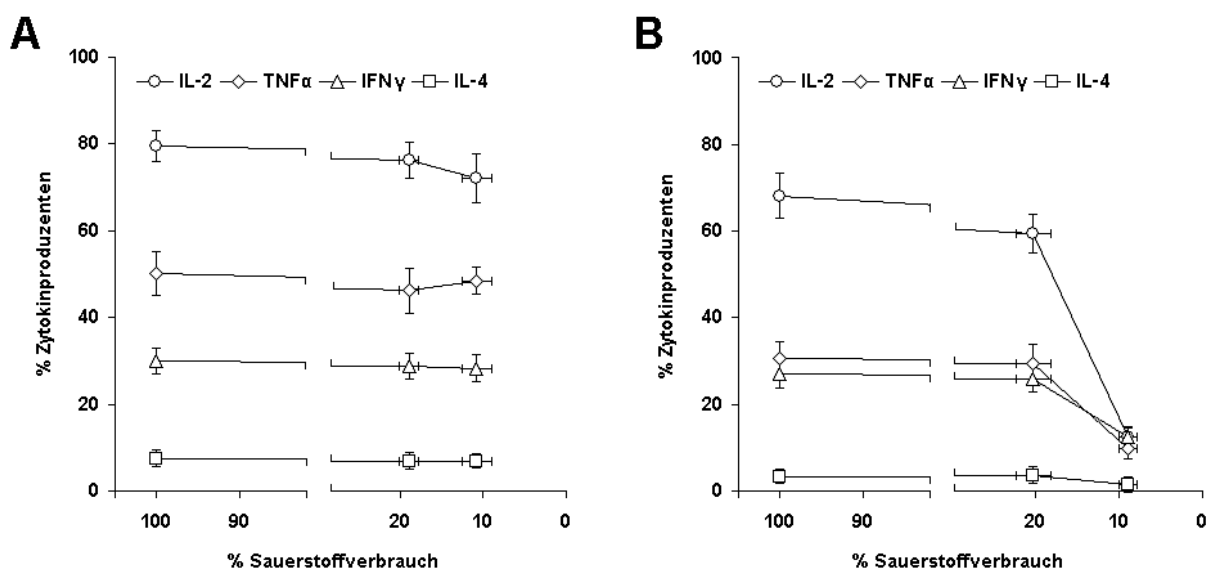 A
100
80
60
40
20
0
% Zytokinproduzenten
IL-2 TNFα IFNγ IL-4
100 90 20 10 0
% Sauerstoffverbrauch
B
100
80
60
40
20
0
% Zytokinproduzenten
IL-2 TNFα IFNγ IL-4
100 90 20 10 0
% Sauerstoffverbrauch